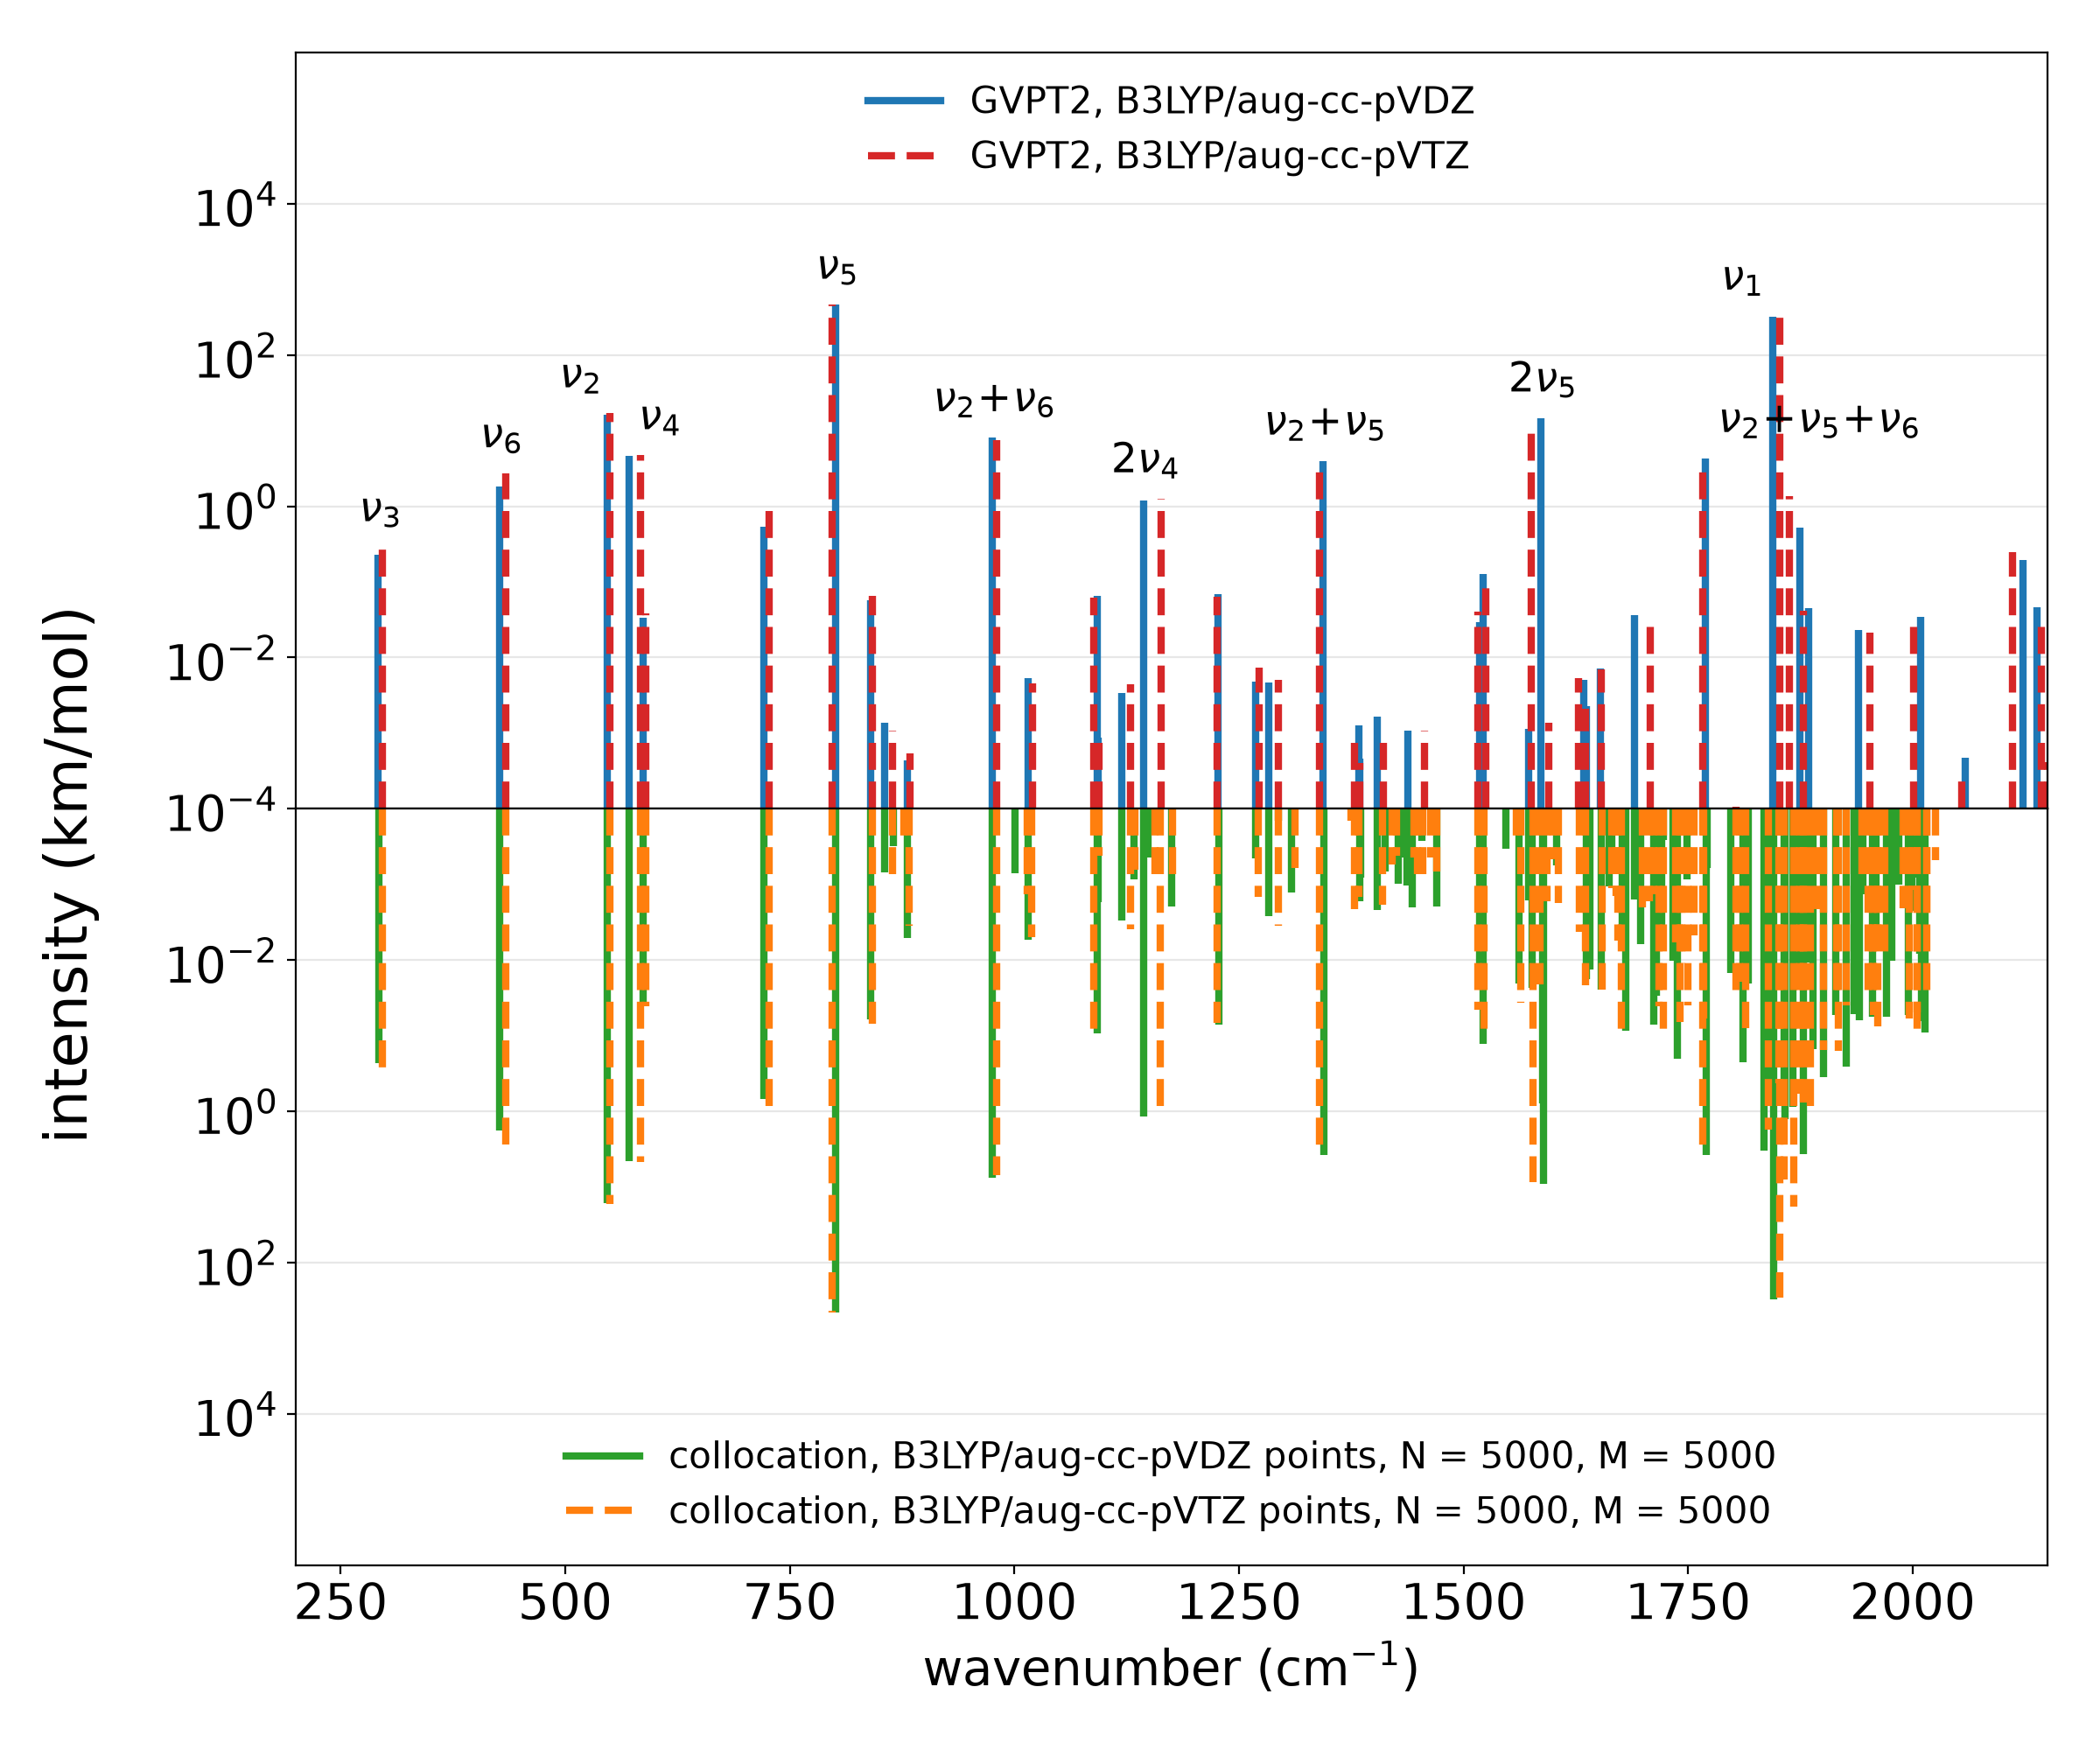 GVPT2, B3LYP/aug-cc-pVDZ
GVPT2, B3LYP/aug-cc-pVTZ
10⁴
10²
10⁰
10⁻²
10⁻⁴
10⁻²
10⁰
10²
10⁴
intensity (km/mol)
ν₃
ν₆
ν₂
ν₄
ν₅
ν₂+ν₆
2ν₄
ν₂+ν₅
2ν₅
ν₁
ν₂+ν₅+ν₆
collocation, B3LYP/aug-cc-pVDZ points, N = 5000, M = 5000
collocation, B3LYP/aug-cc-pVTZ points, N = 5000, M = 5000
250 500 750 1000 1250 1500 1750 2000
wavenumber (cm⁻¹)